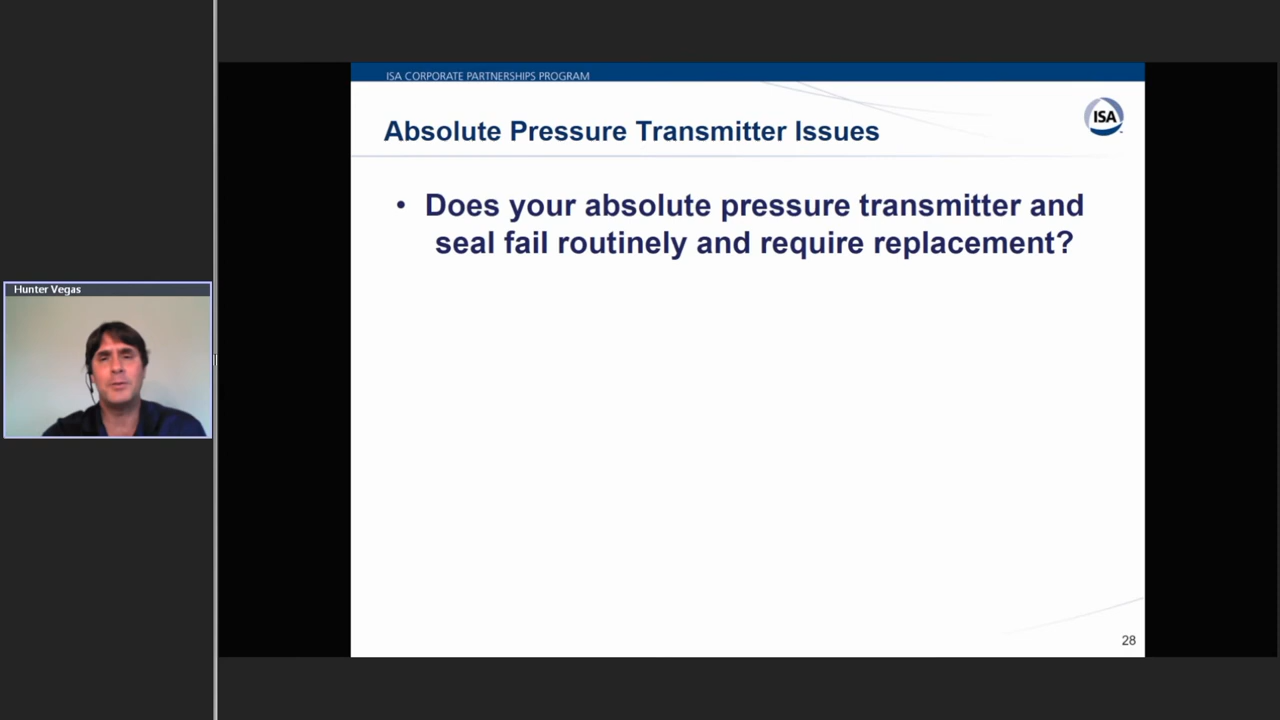 ISA CORPORATE PARTNERSHIPS PROGRAM
Absolute Pressure Transmitter Issues
ISA
• Does your absolute pressure transmitter and
seal fail routinely and require replacement?
Hunter Vegas
28